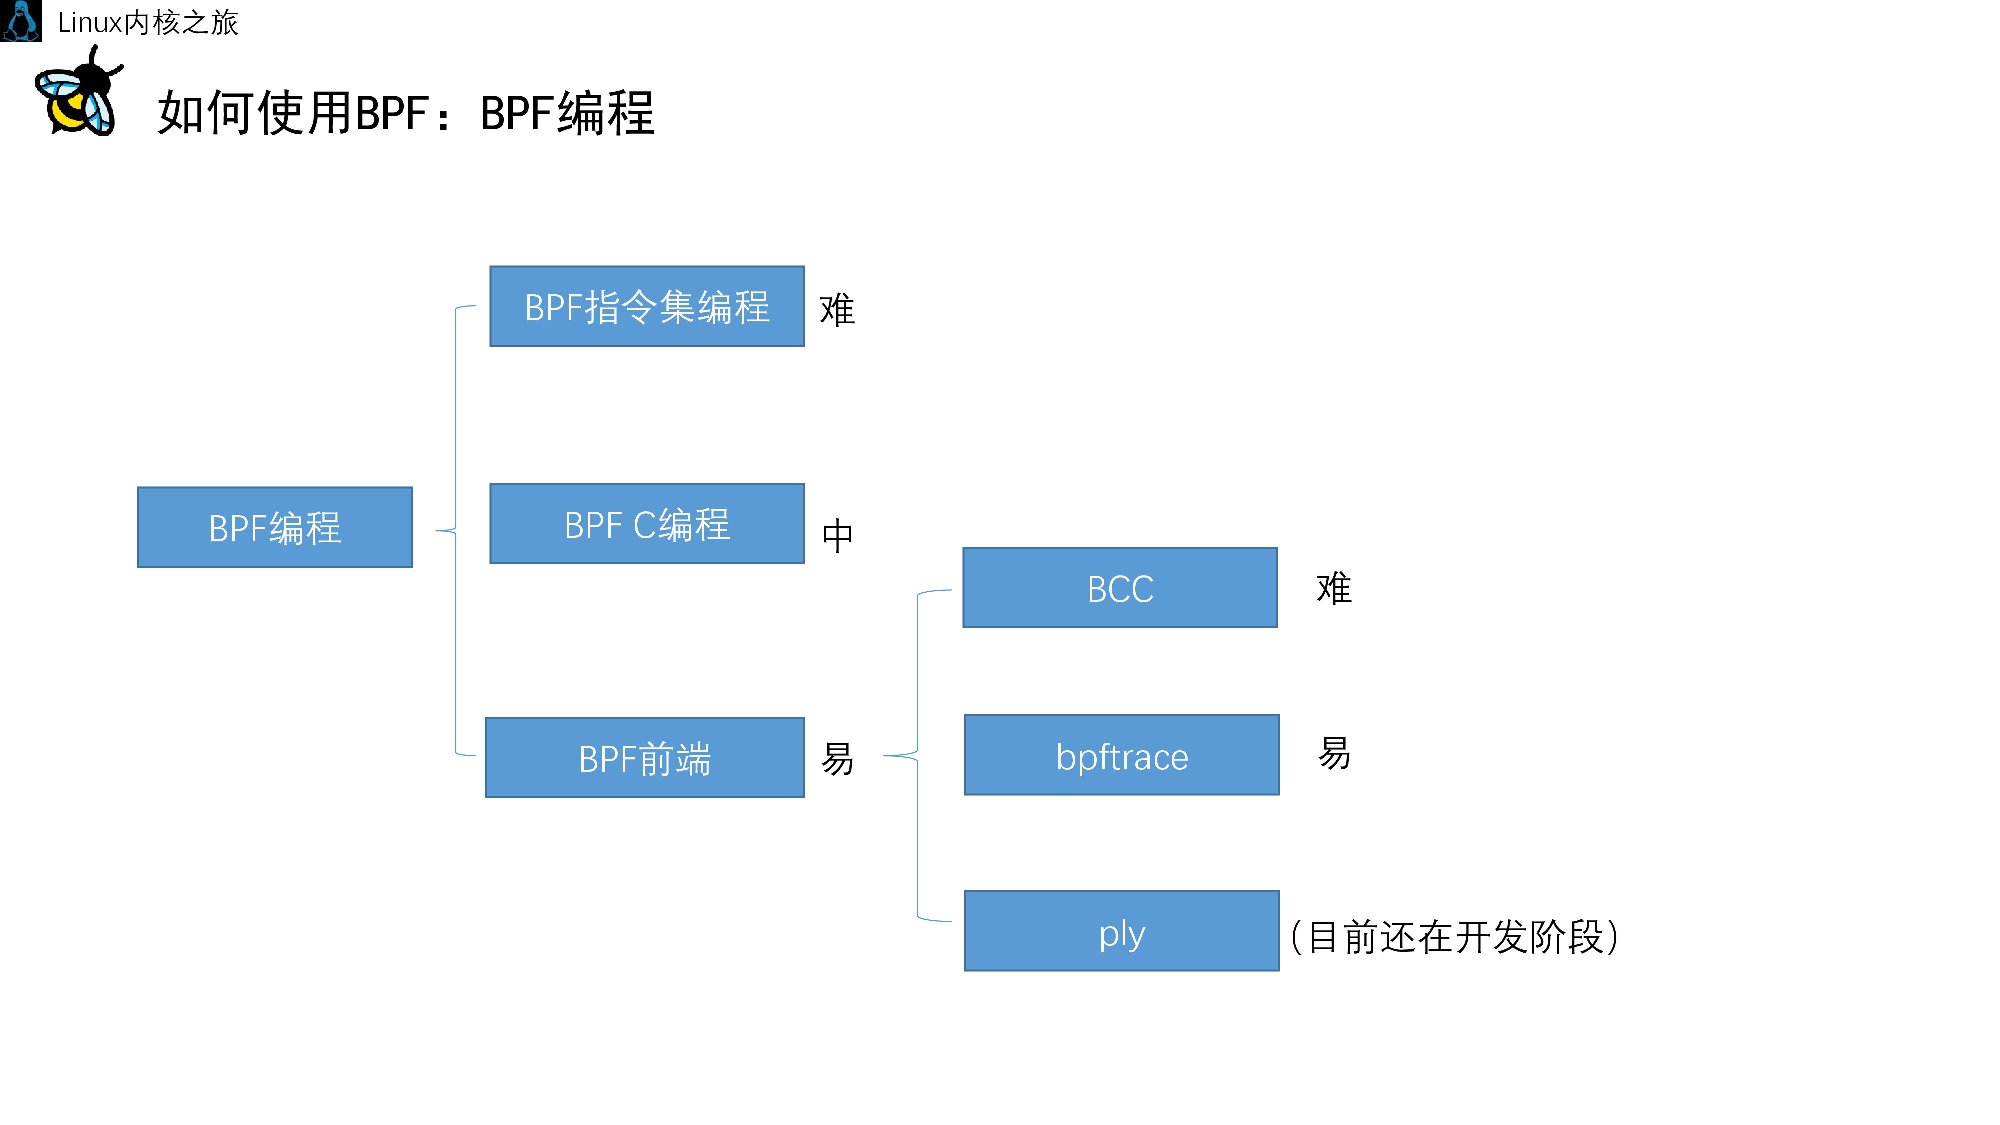 Linux内核之旅
如何使用BPF：BPF编程
BPF指令集编程
难
BPF编程
BPF C编程
中
BPF前端
易
BCC
难
bpftrace
易
ply
（目前还在开发阶段）